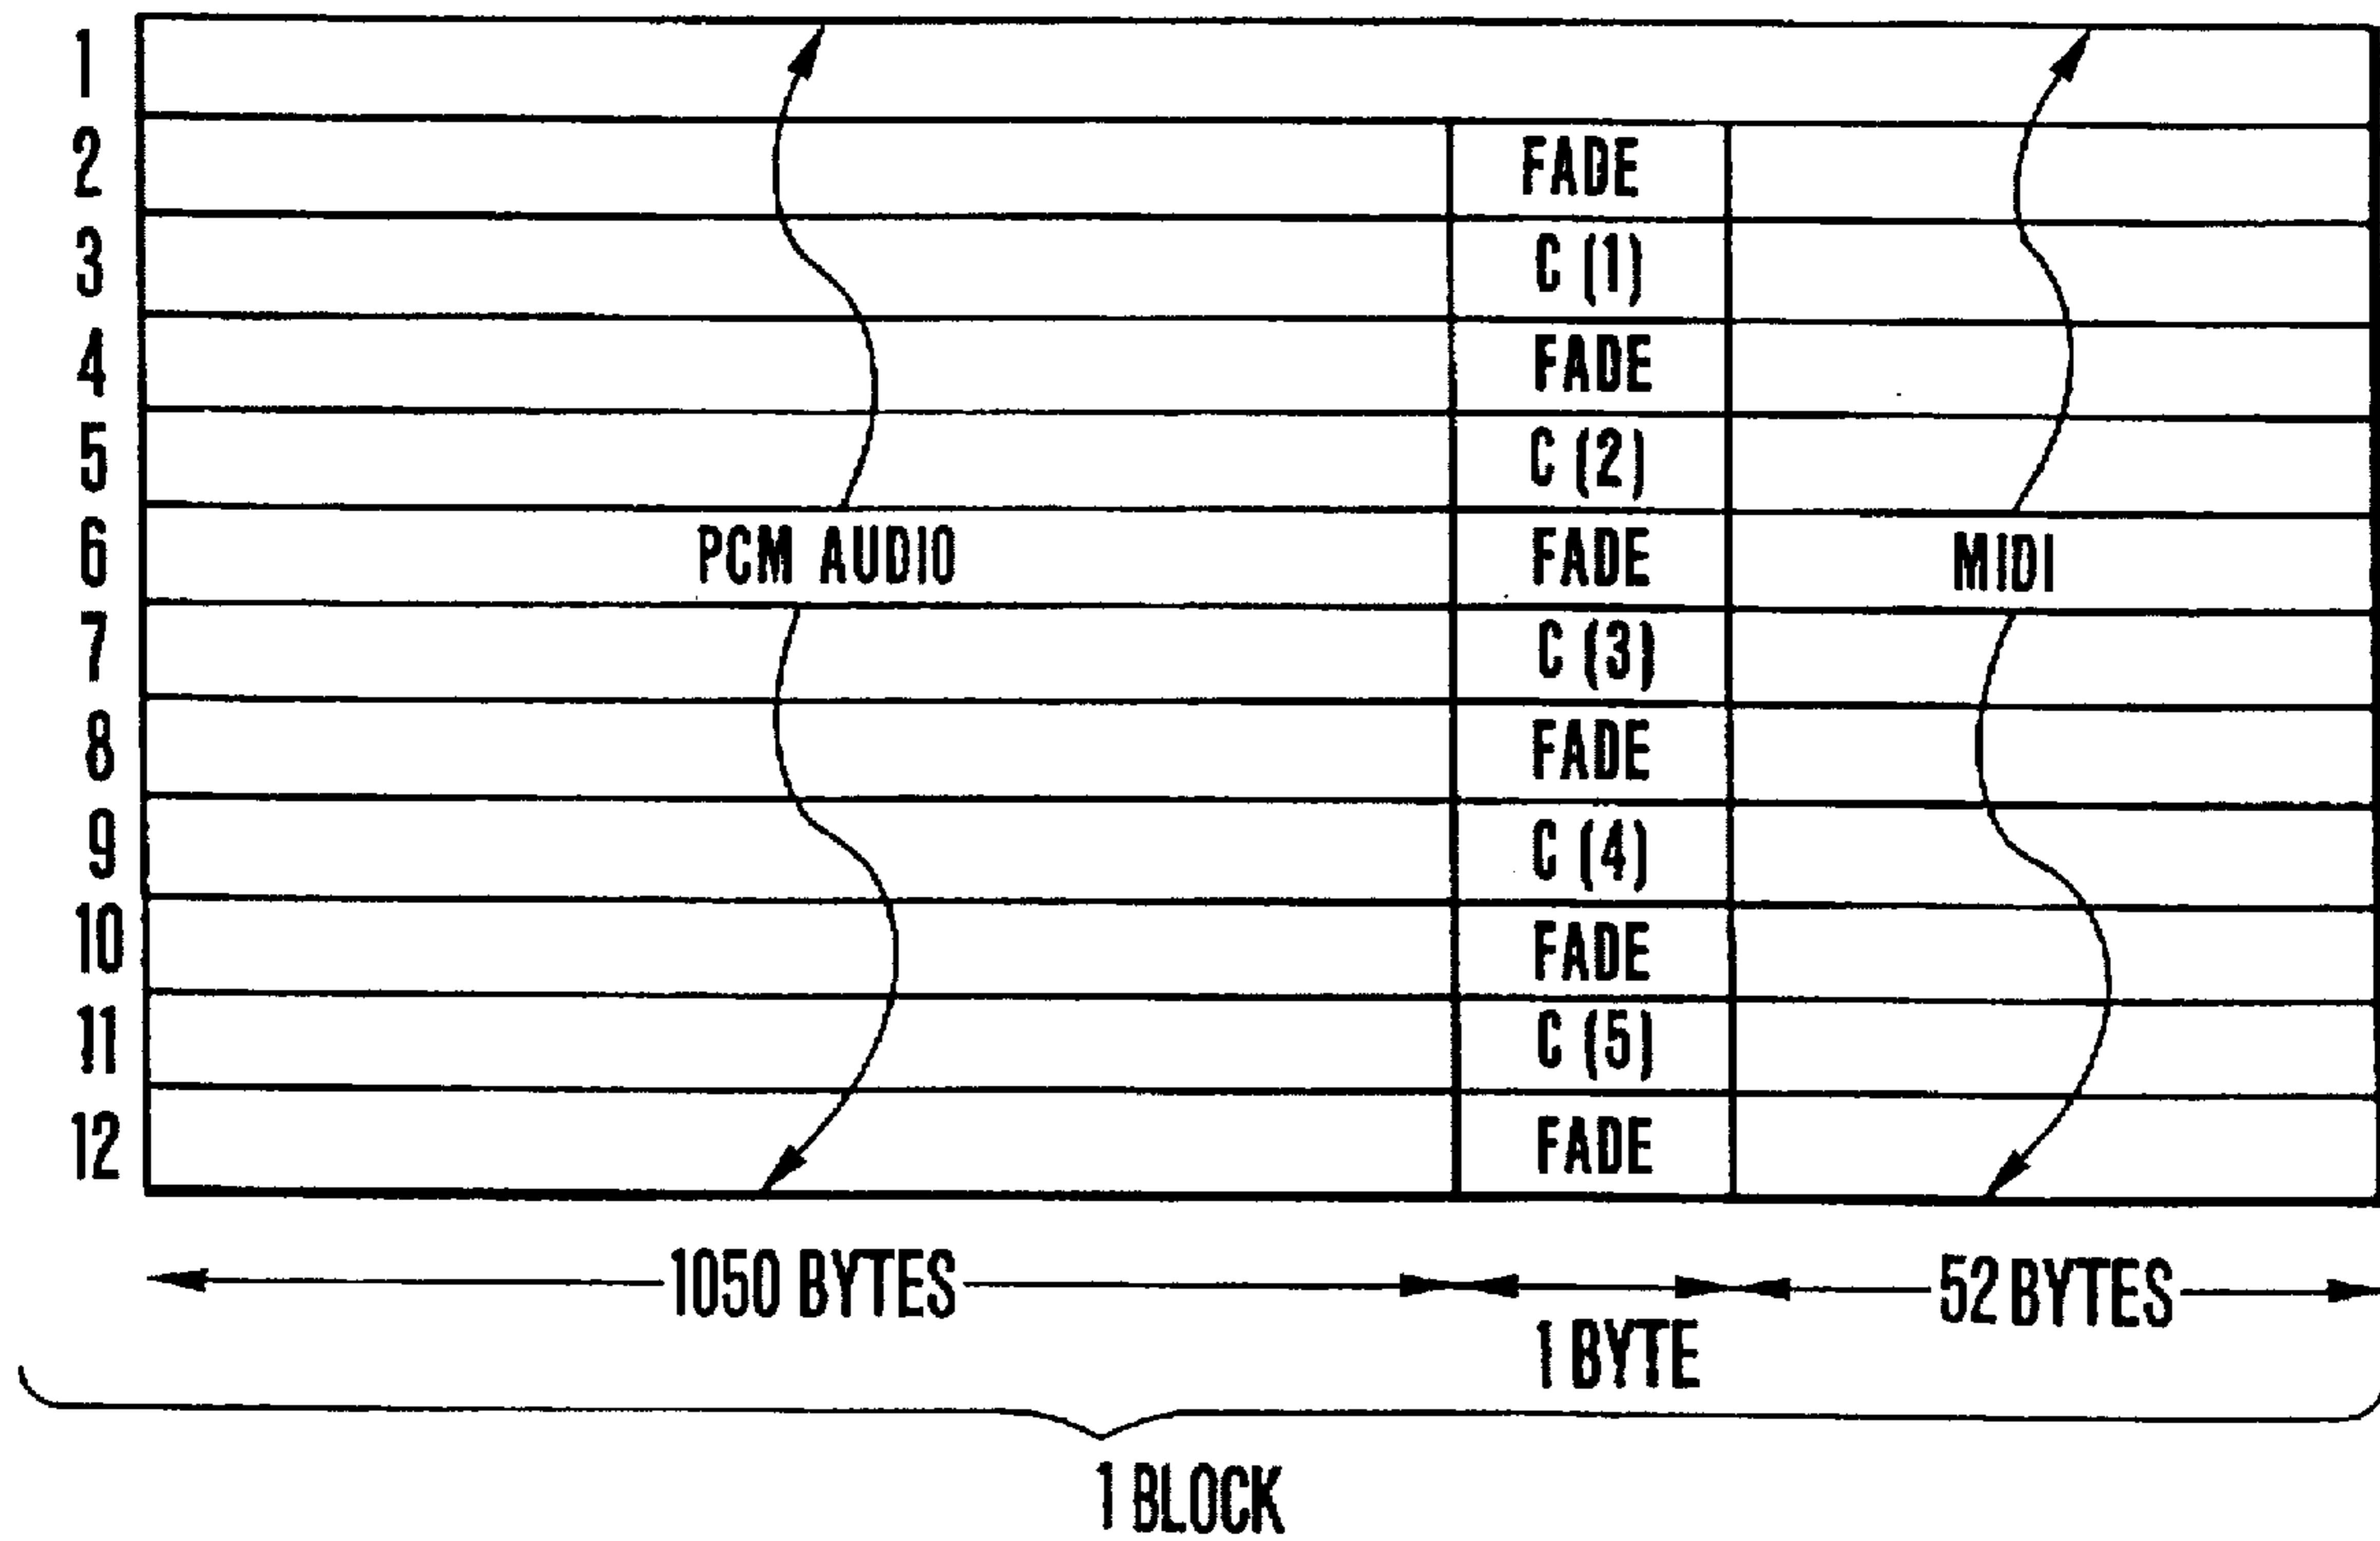 1
2 FADE
3 C (1)
4 FADE
5 C (2)
6 PCM AUDIO FADE MIDI
7 C (3)
8 FADE
9 C (4)
10 FADE
11 C (5)
12 FADE
1050 BYTES 52 BYTES
1 BYTE
1 BLOCK